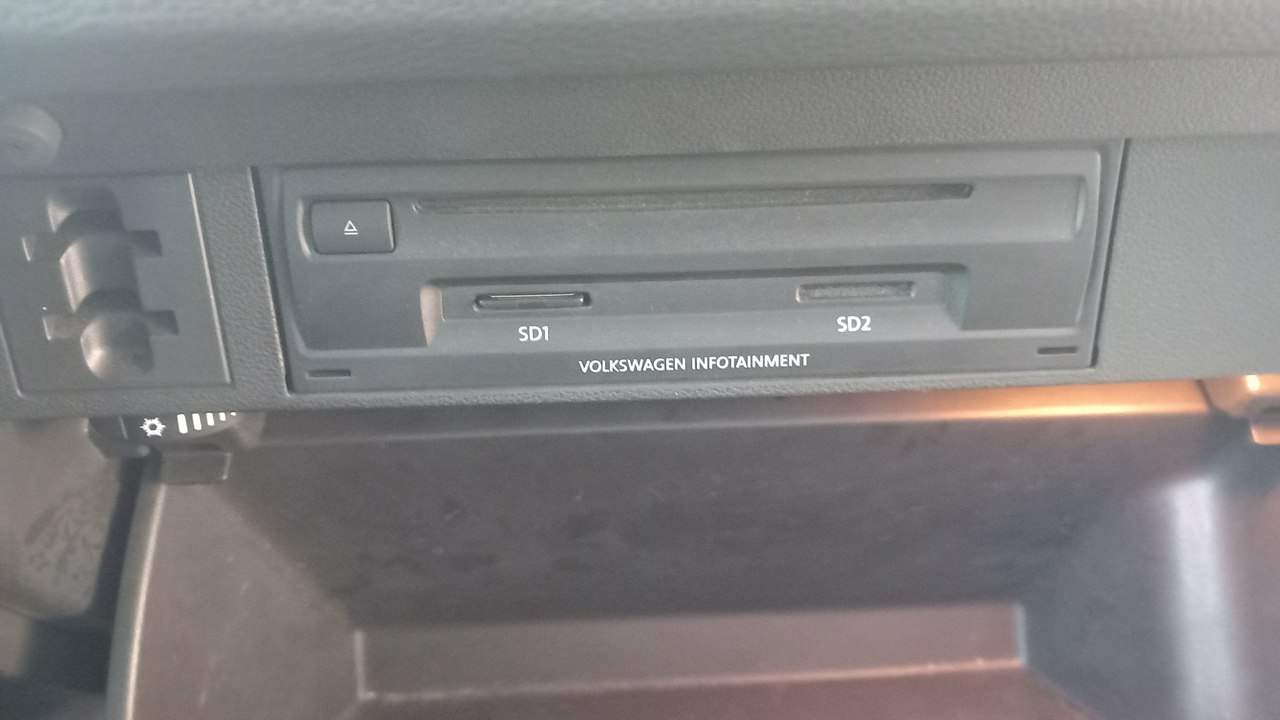 SD1
SD2
VOLKSWAGEN INFOTAINMENT